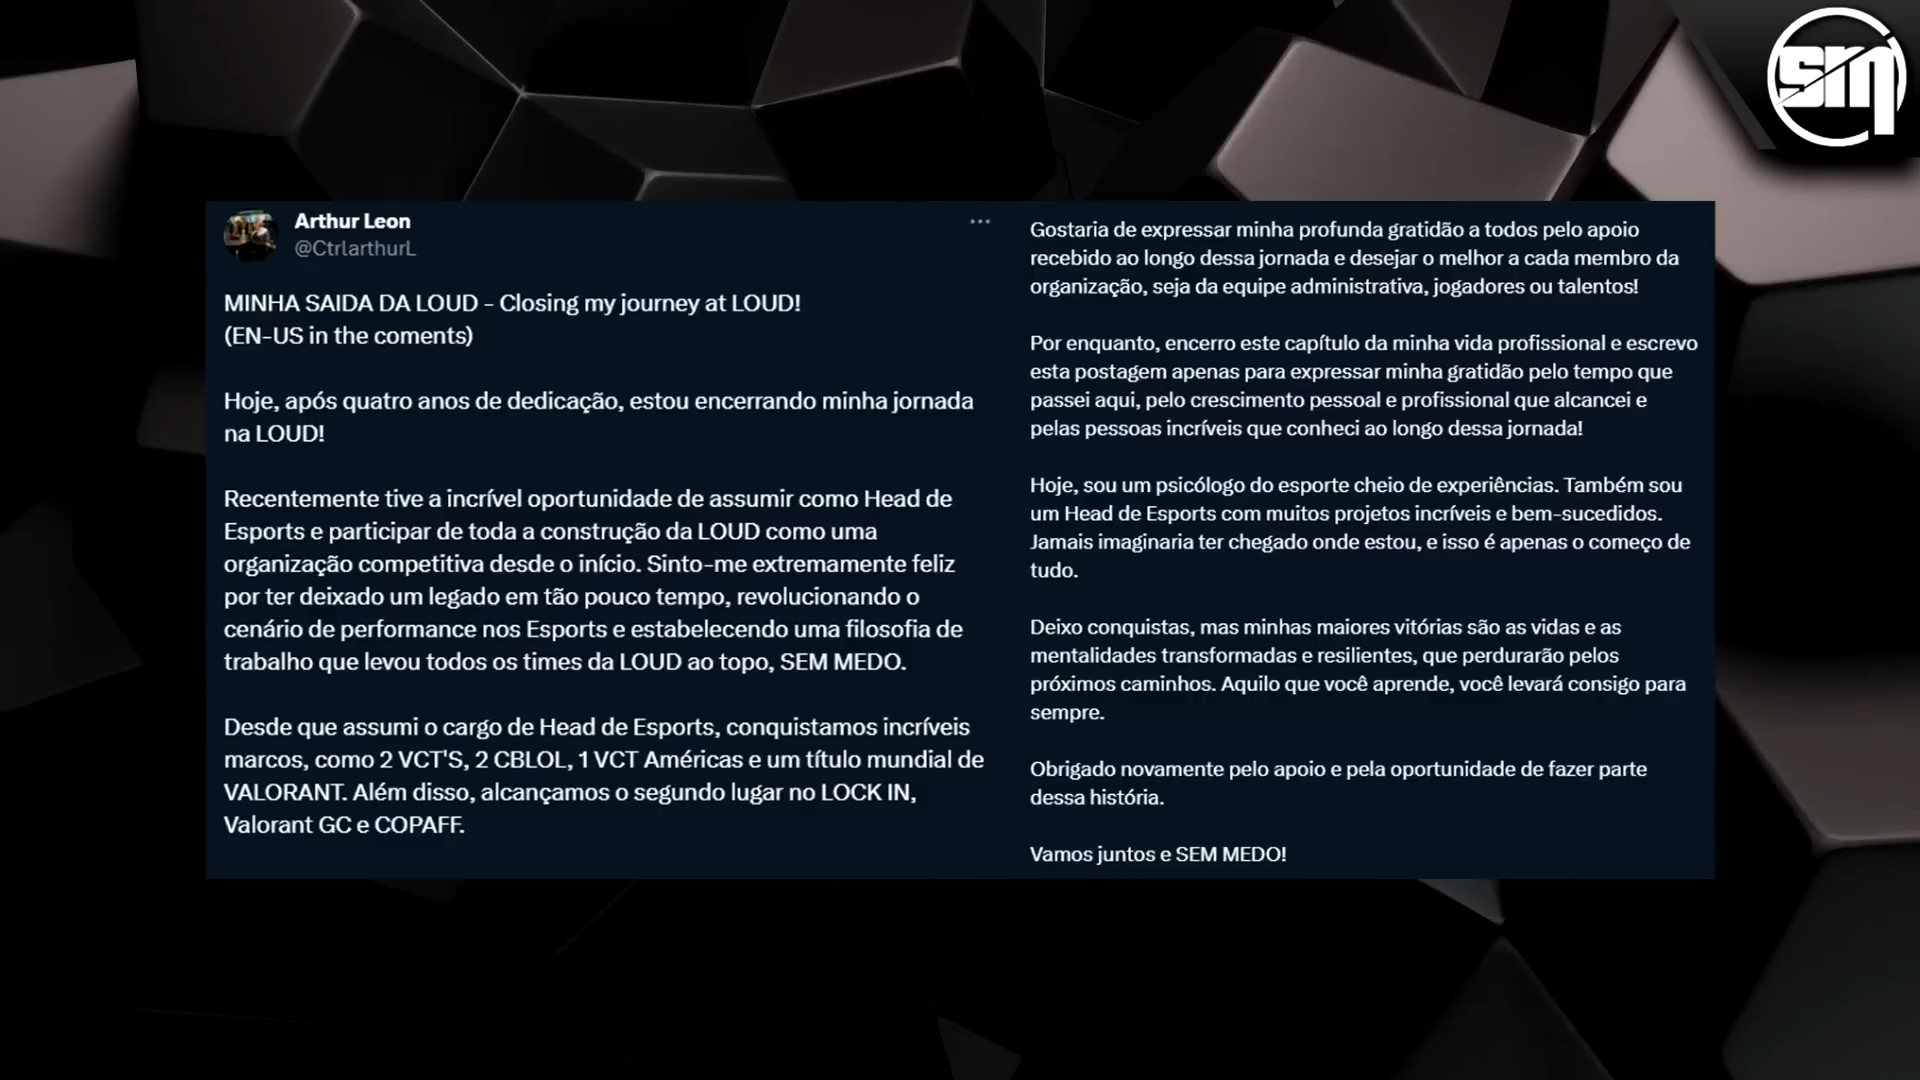 SM
Arthur Leon
@CtrlarthurL
MINHA SAIDA DA LOUD - Closing my journey at LOUD!
(EN-US in the coments)
Hoje, após quatro anos de dedicação, estou encerrando minha jornada
na LOUD!
Recentemente tive a incrível oportunidade de assumir como Head de
Esports e participar de toda a construção da LOUD como uma
organização competitiva desde o início. Sinto-me extremamente feliz
por ter deixado um legado em tão pouco tempo, revolucionando o
cenário de performance nos Esports e estabelecendo uma filosofia de
trabalho que levou todos os times da LOUD ao topo, SEM MEDO.
Desde que assumi o cargo de Head de Esports, conquistamos incríveis
marcos, como 2 VCT'S, 2 CBLOL, 1 VCT Américas e um título mundial de
VALORANT. Além disso, alcançamos o segundo lugar no LOCK IN,
Valorant GC e COPAFF.
Gostaria de expressar minha profunda gratidão a todos pelo apoio
recebido ao longo dessa jornada e desejar o melhor a cada membro da
organização, seja da equipe administrativa, jogadores ou talentos!
Por enquanto, encerro este capítulo da minha vida profissional e escrevo
esta postagem apenas para expressar minha gratidão pelo tempo que
passei aqui, pelo crescimento pessoal e profissional que alcancei e
pelas pessoas incríveis que conheci ao longo dessa jornada!
Hoje, sou um psicólogo do esporte cheio de experiências. Também sou
um Head de Esports com muitos projetos incríveis e bem-sucedidos.
Jamais imaginaria ter chegado onde estou, e isso é apenas o começo de
tudo.
Deixo conquistas, mas minhas maiores vitórias são as vidas e as
mentalidades transformadas e resilientes, que perdurarão pelos
próximos caminhos. Aquilo que você aprende, você levará consigo para
sempre.
Obrigado novamente pelo apoio e pela oportunidade de fazer parte
dessa história.
Vamos juntos e SEM MEDO!